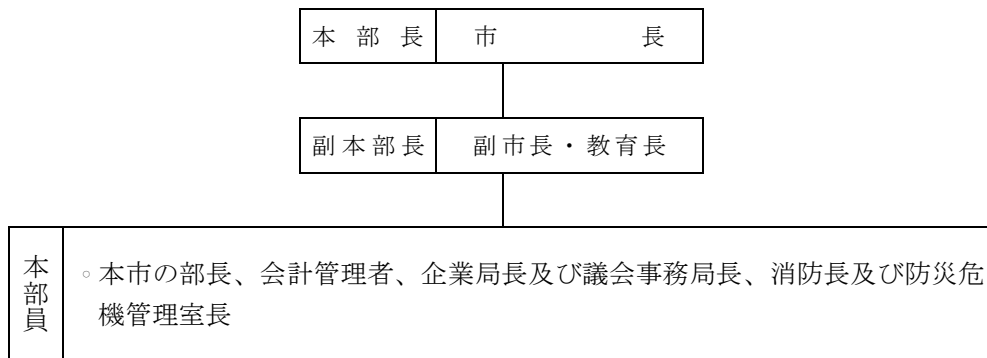 本部長 市長
副本部長 副市長・教育長
本部員
◦本市の部長、会計管理者、企業局長及び議会事務局長、消防長及び防災危
機管理室長